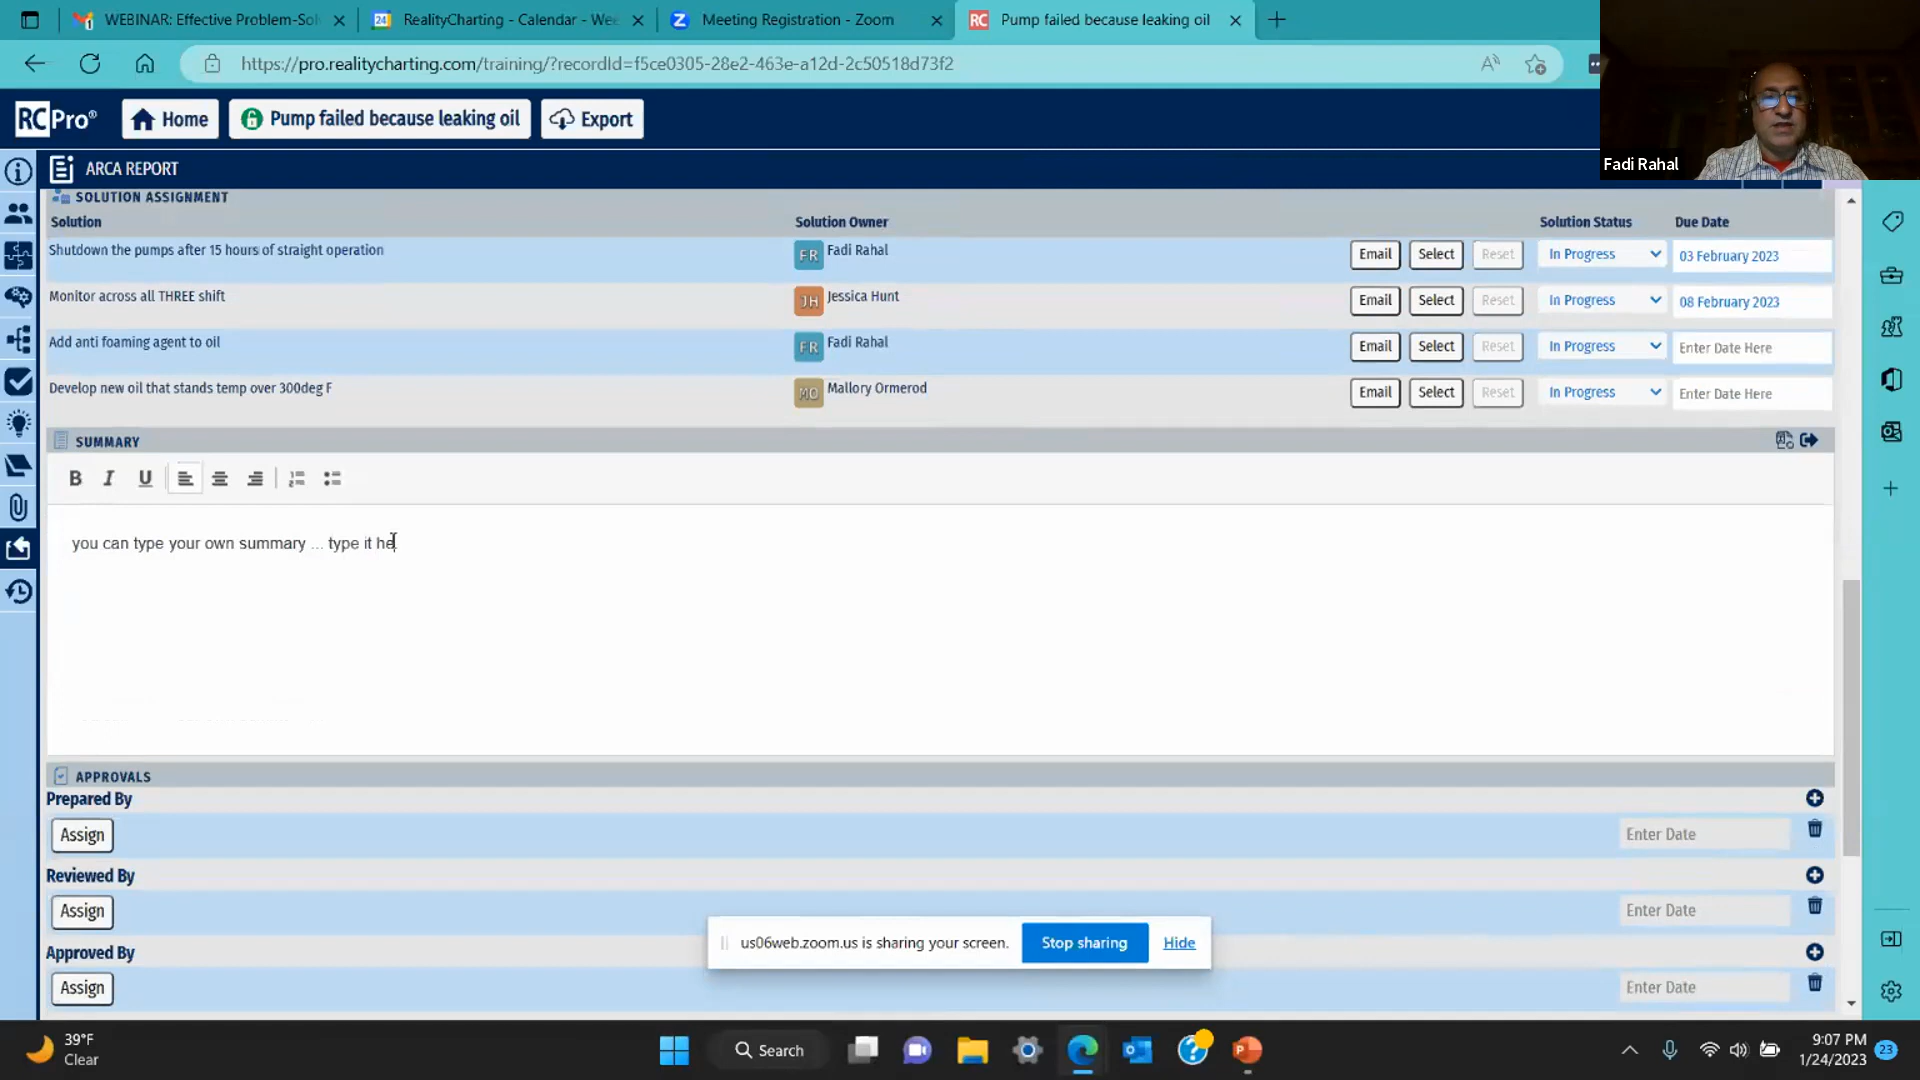 WEBINAR: Effective Problem-Sol
RealityCharting - Calendar - Wee
Meeting Registration - Zoom
Pump failed because leaking oil
https://pro.realitycharting.com/training/?recordId=f5ce0305-28e2-463e-a12d-2c50518d73f2
RCPro®
Home
Pump failed because leaking oil
Export
Fadi Rahal
ARCA REPORT
SOLUTION ASSIGNMENT
Solution Solution Owner Solution Status Due Date
Shutdown the pumps after 15 hours of straight operation FR Fadi Rahal Email Select Reset In Progress 03 February 2023
Monitor across all THREE shift JH Jessica Hunt Email Select Reset In Progress 08 February 2023
Add anti foaming agent to oil FR Fadi Rahal Email Select Reset In Progress Enter Date Here
Develop new oil that stands temp over 300deg F MO Mallory Ormerod Email Select Reset In Progress Enter Date Here
SUMMARY
B I U
you can type your own summary ... type it he
APPROVALS
Prepared By
Assign Enter Date
Reviewed By
Assign Enter Date
us06web.zoom.us is sharing your screen. Stop sharing Hide
Approved By
Assign Enter Date
39°F
Clear
Search
9:07 PM
1/24/2023
23